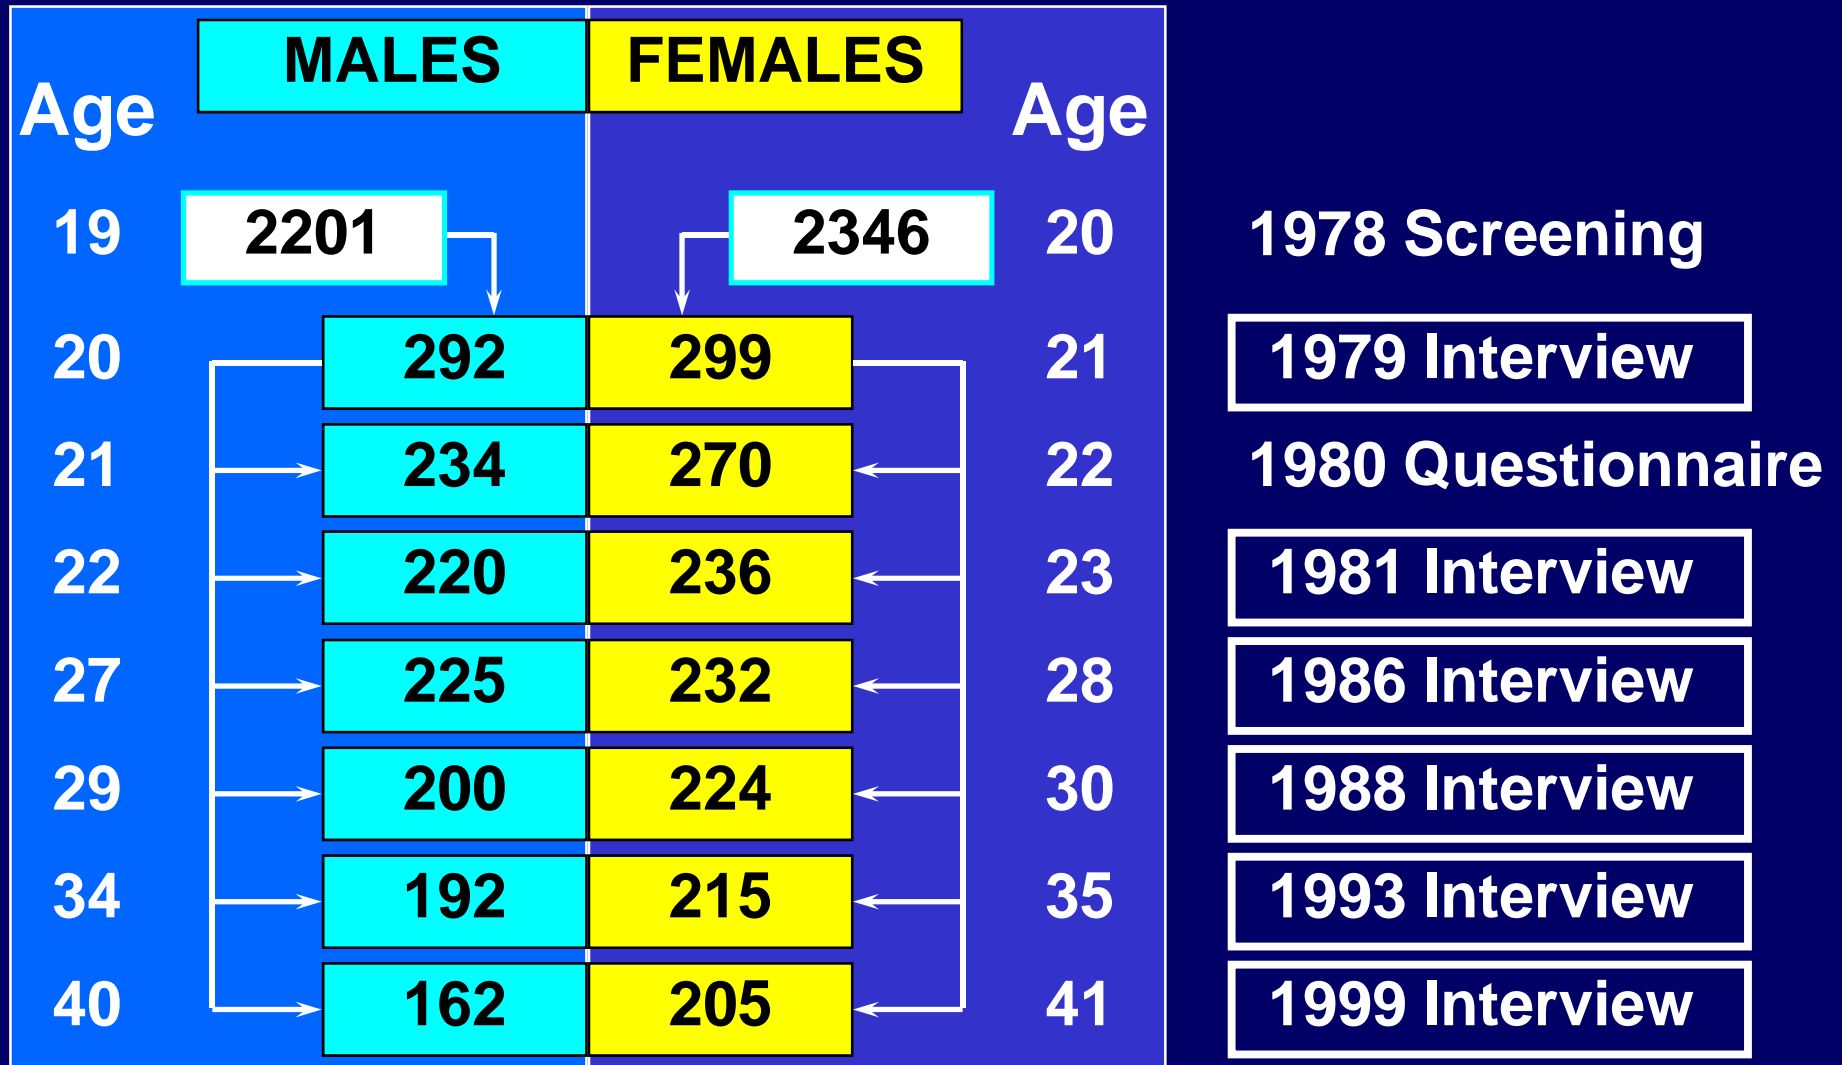 MALES FEMALES
Age Age
19 2201 2346 20 1978 Screening
20 292 299 21 1979 Interview
21 234 270 22 1980 Questionnaire
22 220 236 23 1981 Interview
27 225 232 28 1986 Interview
29 200 224 30 1988 Interview
34 192 215 35 1993 Interview
40 162 205 41 1999 Interview